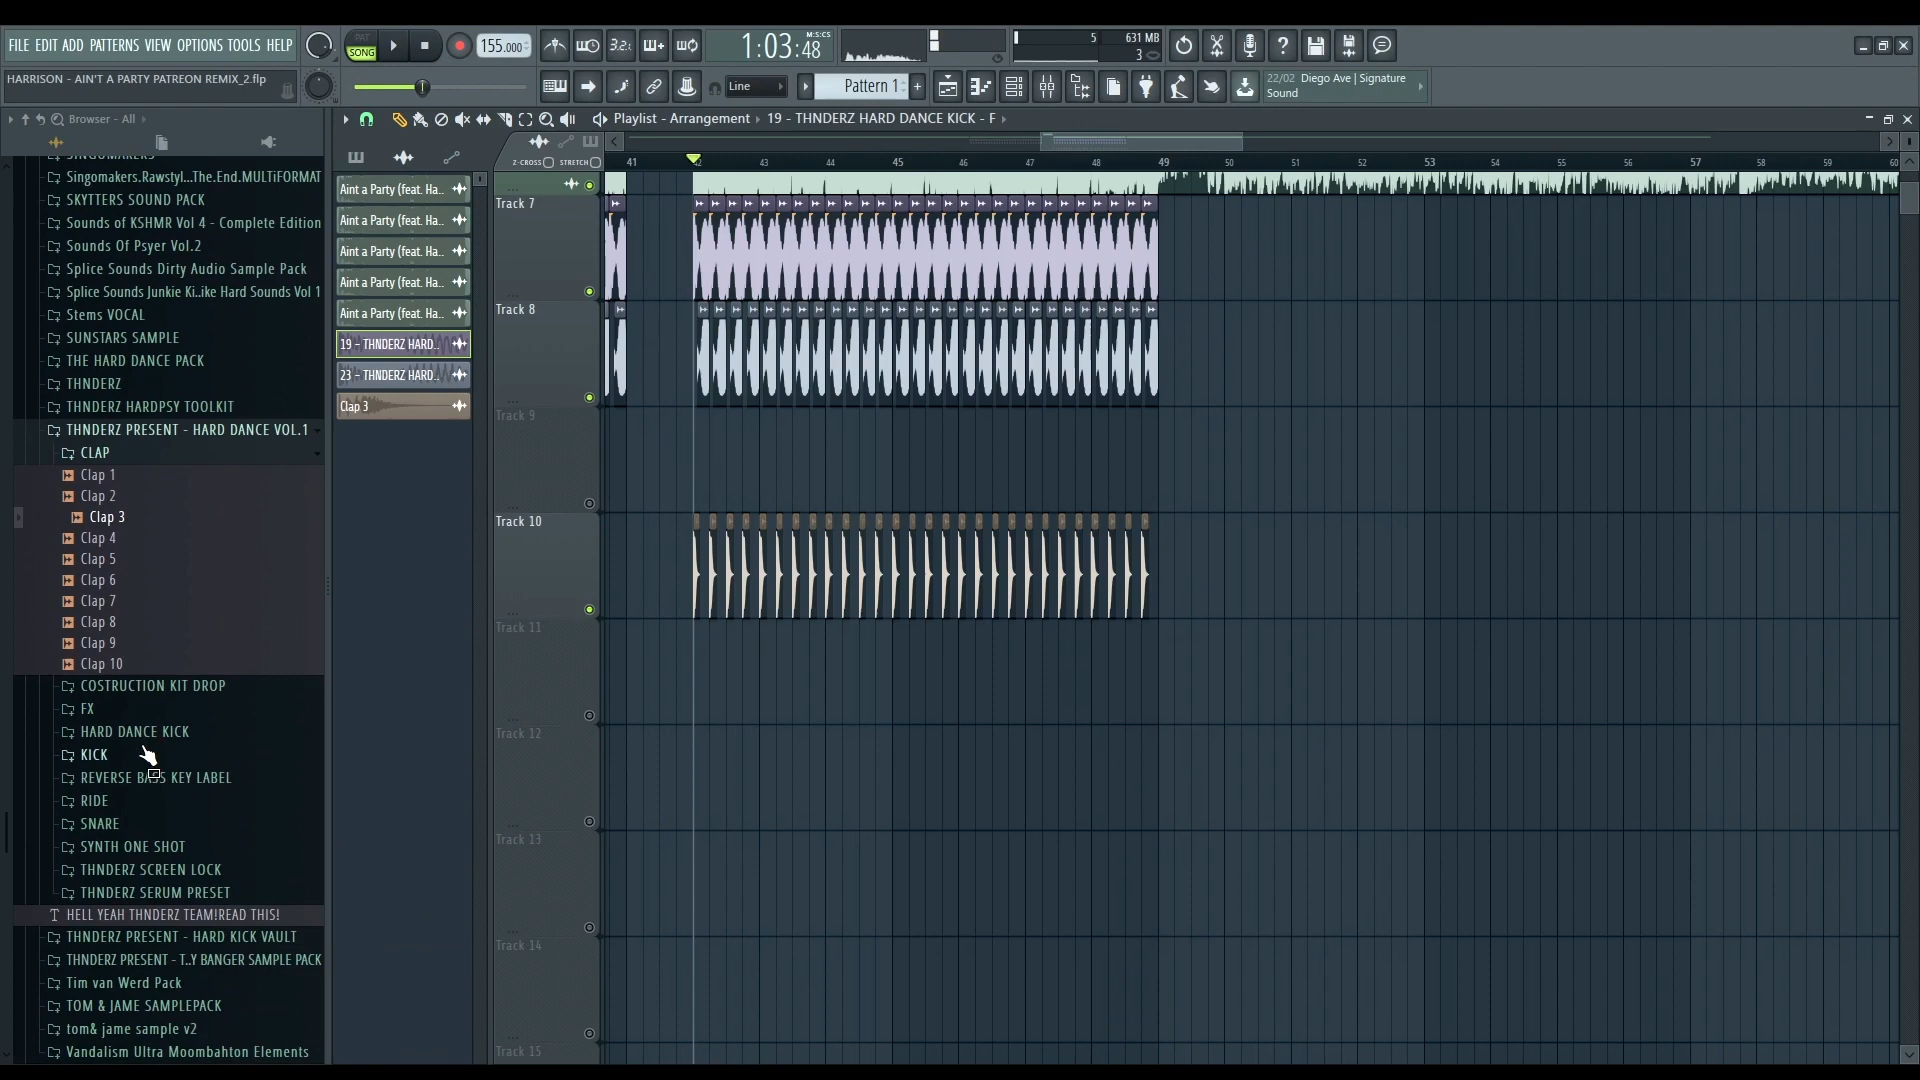 FILE EDIT ADD PATTERNS VIEW OPTIONS TOOLS HELP
PAT
SONG
155.000
3.2.
1:03:48
M:S:CS
5
631 MB
3
HARRISON - AIN'T A PARTY PATREON REMIX_2.flp
Line
Pattern 1
+
22/02 Diego Ave | Signature
Sound
Browser - All
Playlist - Arrangement
19 - THNDERZ HARD DANCE KICK - F
Z-CROSS
STRETCH
41
42
43
44
45
46
47
48
49
50
51
52
53
54
55
56
57
58
59
60
SINGOMAKERS
Singomakers.Rawstyl...The.End.MULTiFORMAT
SKYTTERS SOUND PACK
Sounds of KSHMR Vol 4 - Complete Edition
Sounds Of Psyer Vol.2
Splice Sounds Dirty Audio Sample Pack
Splice Sounds Junkie Ki..ike Hard Sounds Vol 1
Stems VOCAL
SUNSTARS SAMPLE
THE HARD DANCE PACK
THNDERZ
THNDERZ HARDPSY TOOLKIT
THNDERZ PRESENT - HARD DANCE VOL.1
CLAP
Clap 1
Clap 2
Clap 3
Clap 4
Clap 5
Clap 6
Clap 7
Clap 8
Clap 9
Clap 10
COSTRUCTION KIT DROP
FX
HARD DANCE KICK
KICK
REVERSE BASS KEY LABEL
RIDE
SNARE
SYNTH ONE SHOT
THNDERZ SCREEN LOCK
THNDERZ SERUM PRESET
HELL YEAH THNDERZ TEAM!READ THIS!
THNDERZ PRESENT - HARD KICK VAULT
THNDERZ PRESENT - T..Y BANGER SAMPLE PACK
Tim van Werd Pack
TOM & JAME SAMPLEPACK
tom& jame sample v2
Vandalism Ultra Moombahton Elements
Aint a Party (feat. Ha..
Aint a Party (feat. Ha..
Aint a Party (feat. Ha..
Aint a Party (feat. Ha..
Aint a Party (feat. Ha..
19 - THNDERZ HARD..
23 - THNDERZ HARD..
Clap 3
Track 7
Track 8
Track 9
Track 10
Track 11
Track 12
Track 13
Track 14
Track 15